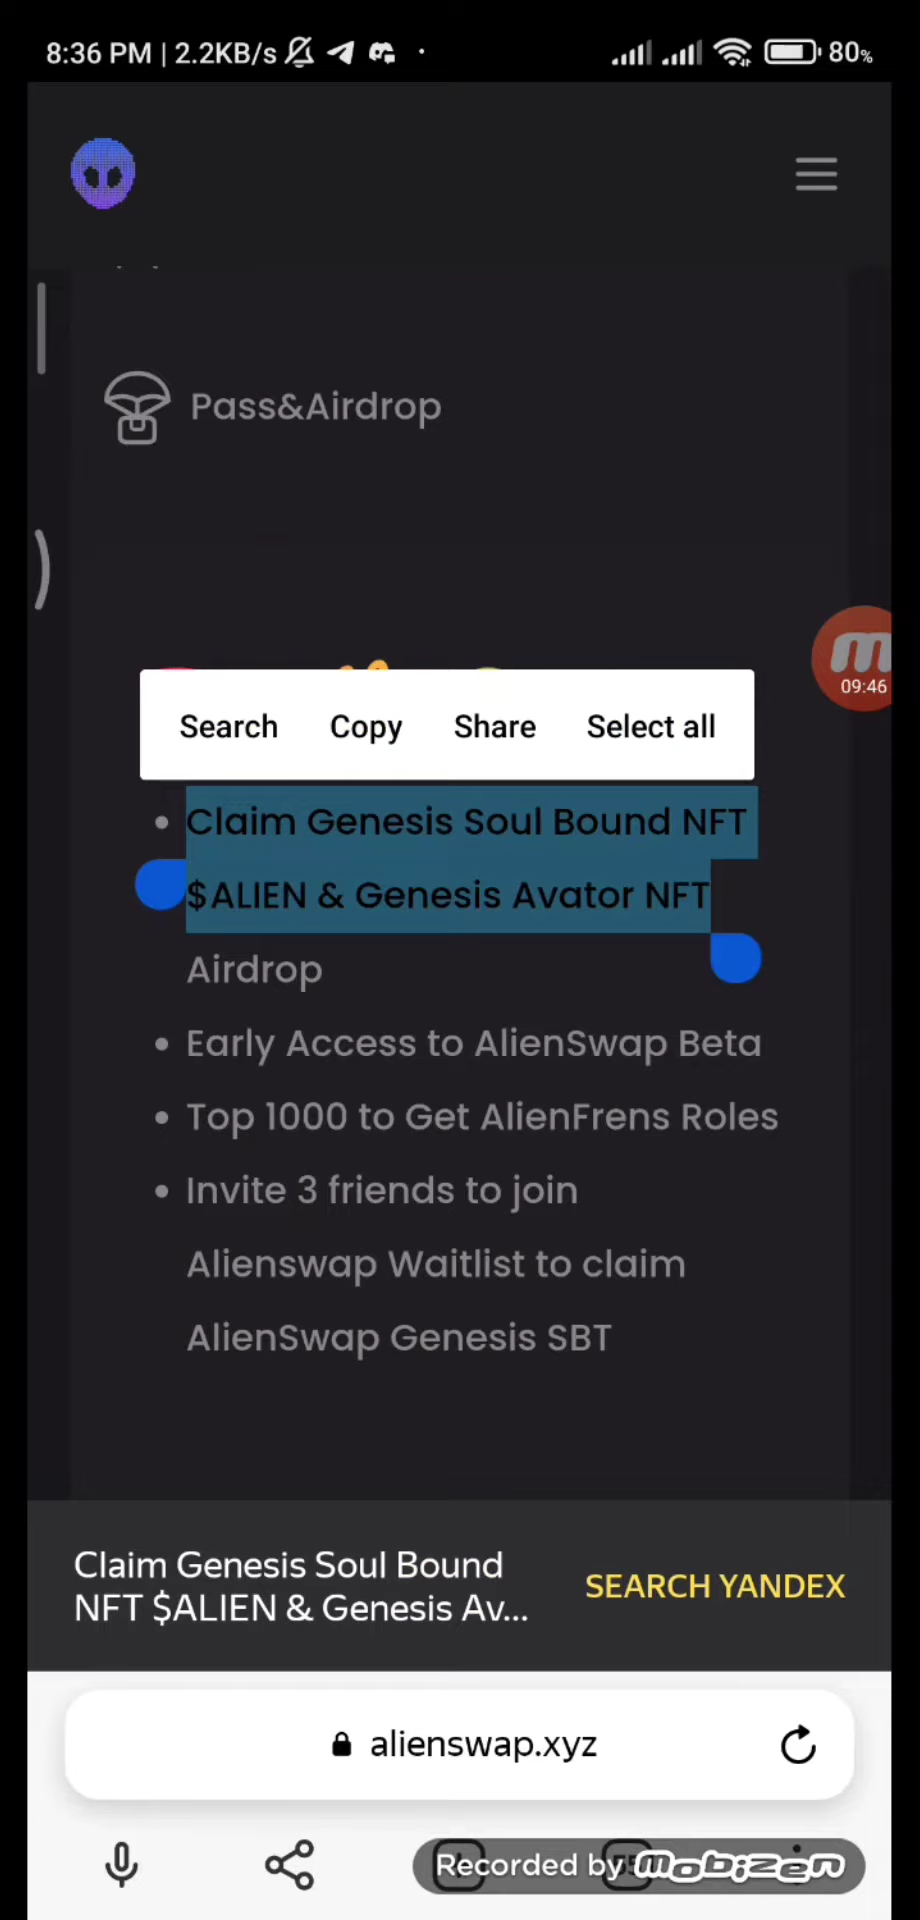 8:36 PM | 2.2KB/s
80%
Pass&Airdrop
09:46
Search Copy Share Select all
• Claim Genesis Soul Bound NFT
$ALIEN & Genesis Avator NFT
Airdrop
• Early Access to AlienSwap Beta
• Top 1000 to Get AlienFrens Roles
• Invite 3 friends to join
Alienswap Waitlist to claim
AlienSwap Genesis SBT
Claim Genesis Soul Bound
NFT $ALIEN & Genesis Av...
SEARCH YANDEX
alienswap.xyz
Recorded by mobizen